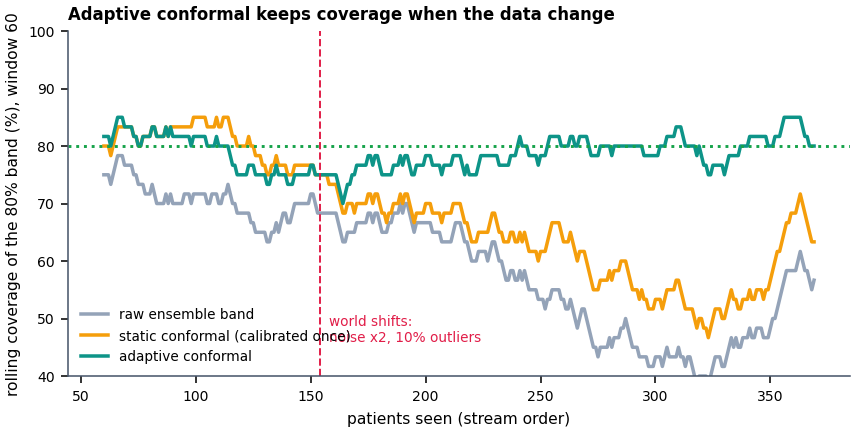 Adaptive conformal keeps coverage when the data change
rolling coverage of the 80% band (%), window 60
100
90
80
70
60
50
40
raw ensemble band
static conformal (calibrated once)
adaptive conformal
world shifts:
noise x2, 10% outliers
50
100
150
200
250
300
350
patients seen (stream order)